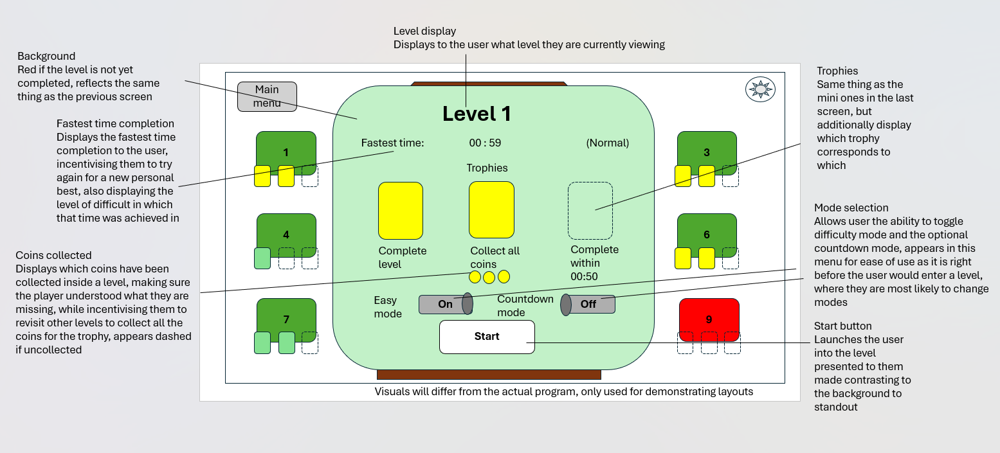 Level display
Displays to the user what level they are currently viewing
Background
Red if the level is not yet
completed, reflects the same
thing as the previous screen
Fastest time completion
Displays the fastest time
completion to the user,
incentivising them to try
again for a new personal
best, also displaying the
level of difficult in which
that time was achieved in
Coins collected
Displays which coins have been
collected inside a level, making sure
the player understood what they are
missing, while incentivising them to
revisit other levels to collect all the
coins for the trophy, appears dashed
if uncollected
Main
menu
1
4
7
Level 1
Fastest time: 00 : 59 (Normal)
Trophies
Complete
level
Collect all
coins
Complete
within
00:50
Easy
mode
On
Countdown
mode
Off
Start
3
6
9
Visuals will differ from the actual program, only used for demonstrating layouts
Trophies
Same thing as the
mini ones in the last
screen, but
additionally display
which trophy
corresponds to
which
Mode selection
Allows user the ability to toggle
difficulty mode and the optional
countdown mode, appears in this
menu for ease of use as it is right
before the user would enter a level,
where they are most likely to change
modes
Start button
Launches the user
into the level
presented to them
made contrasting to
the background to
standout